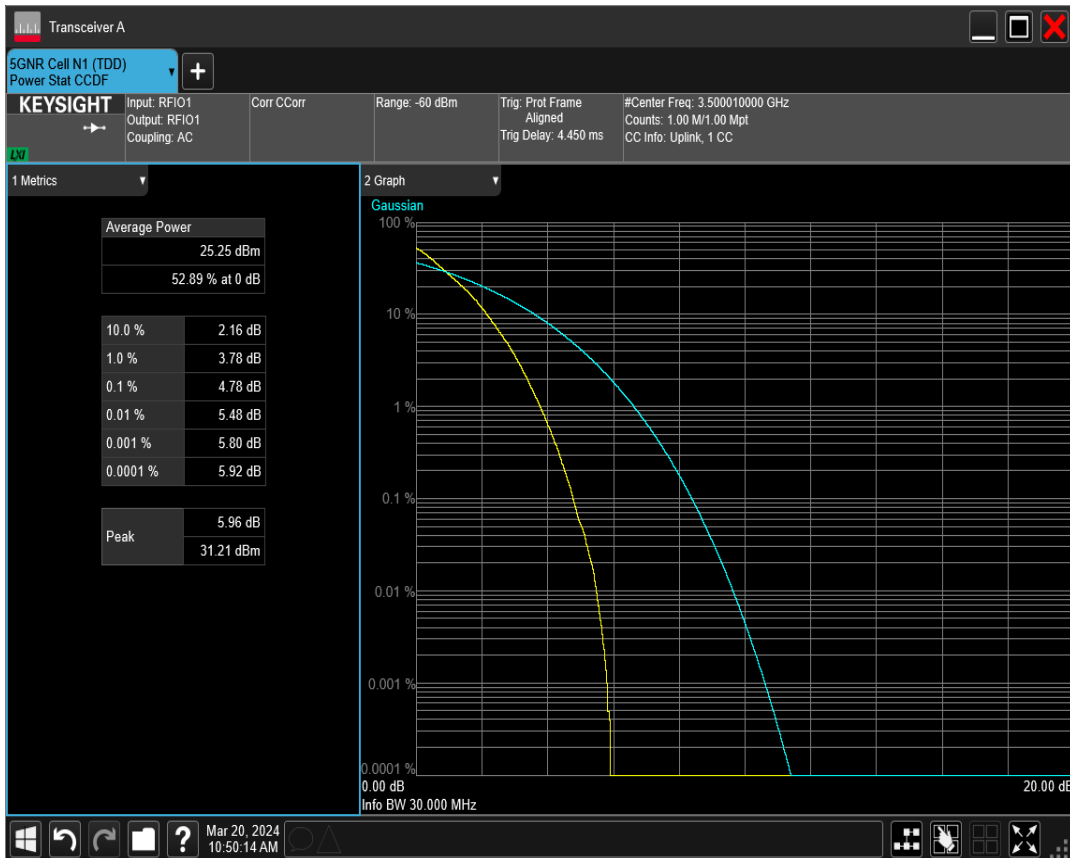 Transceiver A
5GNR Cell N1 (TDD)
Power Stat CCDF
+
KEYSIGHT
LXI
Input: RFIO1
Output: RFIO1
Coupling: AC
Corr CCorr
Range: -60 dBm
Trig: Prot Frame
Aligned
Trig Delay: 4.450 ms
#Center Freq: 3.500010000 GHz
Counts: 1.00 M/1.00 Mpt
CC Info: Uplink, 1 CC
1 Metrics
Average Power
25.25 dBm
52.89 % at 0 dB
10.0 % 2.16 dB
1.0 % 3.78 dB
0.1 % 4.78 dB
0.01 % 5.48 dB
0.001 % 5.80 dB
0.0001 % 5.92 dB
Peak 5.96 dB
31.21 dBm
2 Graph
Gaussian
100 %
10 %
1 %
0.1 %
0.01 %
0.001 %
0.0001 %
0.00 dB 20.00 dB
Info BW 30.000 MHz
?
Mar 20, 2024
10:50:14 AM